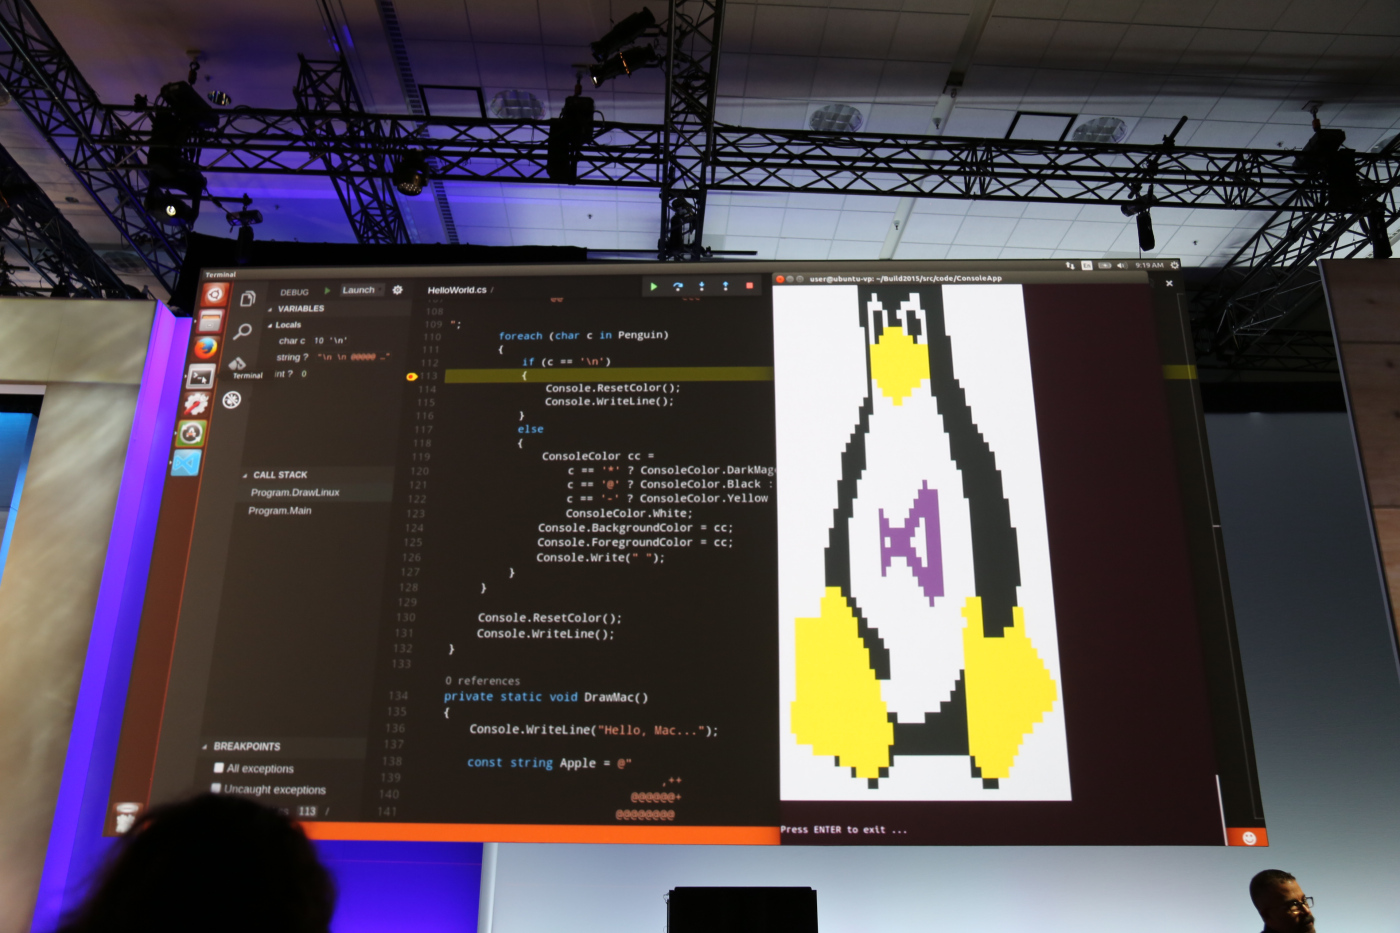 Terminal
En
9:19 AM
DEBUG
Launch
HelloWorld.cs
user@ubuntu-vp: ~/Build2015/src/code/ConsoleApp
VARIABLES
Locals
char c 10 '\n'
string ? "\n \n @@@@@ …"
int ? 0
Terminal
CALL STACK
Program.DrawLinux
Program.Main
BREAKPOINTS
All exceptions
Uncaught exceptions
113 /
108
109 ";
110 foreach (char c in Penguin)
111 {
112 if (c == '\n')
113 {
114 Console.ResetColor();
115 Console.WriteLine();
116 }
117 else
118 {
119 ConsoleColor cc =
120 c == '*' ? ConsoleColor.DarkMag
121 c == '@' ? ConsoleColor.Black :
122 c == '-' ? ConsoleColor.Yellow
123 ConsoleColor.White;
124 Console.BackgroundColor = cc;
125 Console.ForegroundColor = cc;
126 Console.Write(" ");
127 }
128 }
129
130 Console.ResetColor();
131 Console.WriteLine();
132 }
133
0 references
134 private static void DrawMac()
135 {
136 Console.WriteLine("Hello, Mac...");
137
138 const string Apple = @"
139 ,++
140 @@@@@@+
141 @@@@@@@@
Press ENTER to exit ...